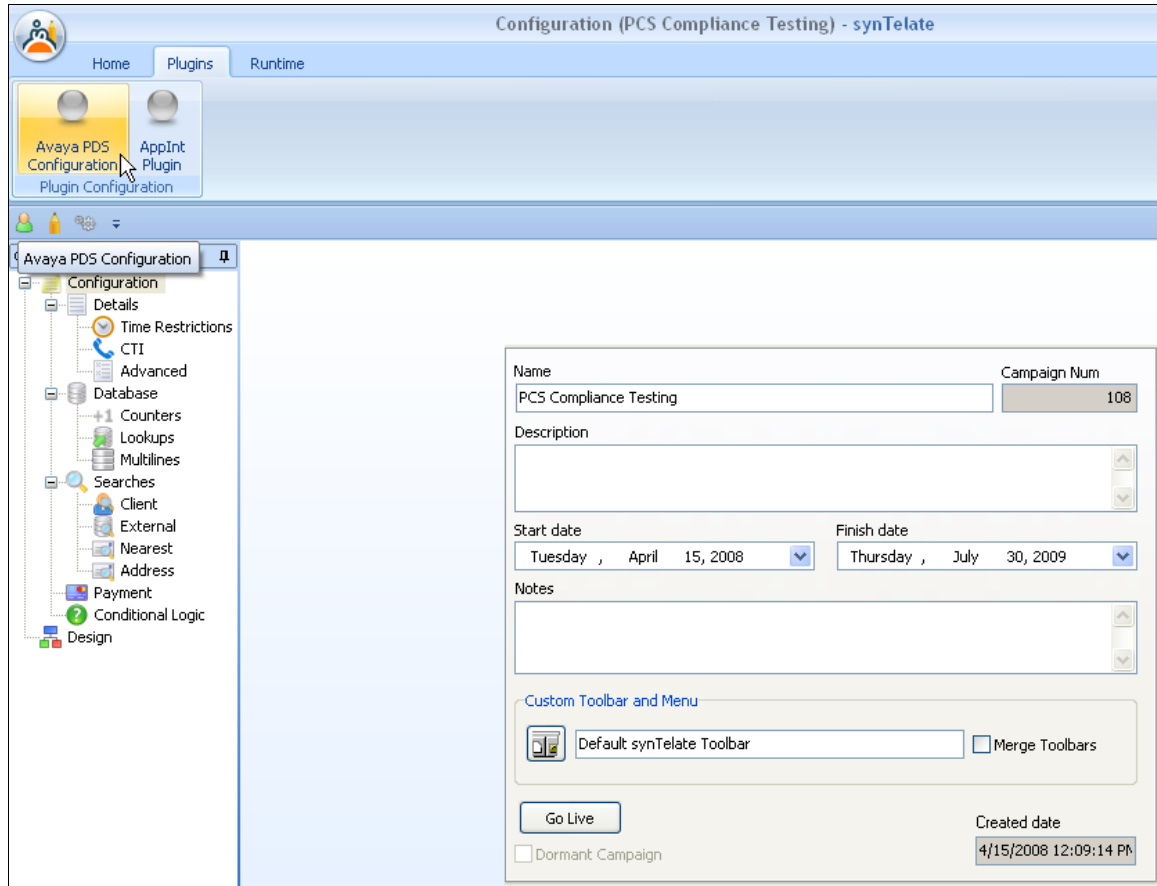 Configuration (PCS Compliance Testing) - synTelate
Home Plugins Runtime
Avaya PDS Configuration
AppInt Plugin
Plugin Configuration
Avaya PDS Configuration
Configuration
Details
Time Restrictions
CTI
Advanced
Database
+1 Counters
Lookups
Multilines
Searches
Client
External
Nearest
Address
Payment
? Conditional Logic
Design
Name
Campaign Num
PCS Compliance Testing
108
Description
Start date
Finish date
Tuesday , April 15, 2008
Thursday , July 30, 2009
Notes
Custom Toolbar and Menu
Default synTelate Toolbar
Merge Toolbars
Go Live
Dormant Campaign
Created date
4/15/2008 12:09:14 PM